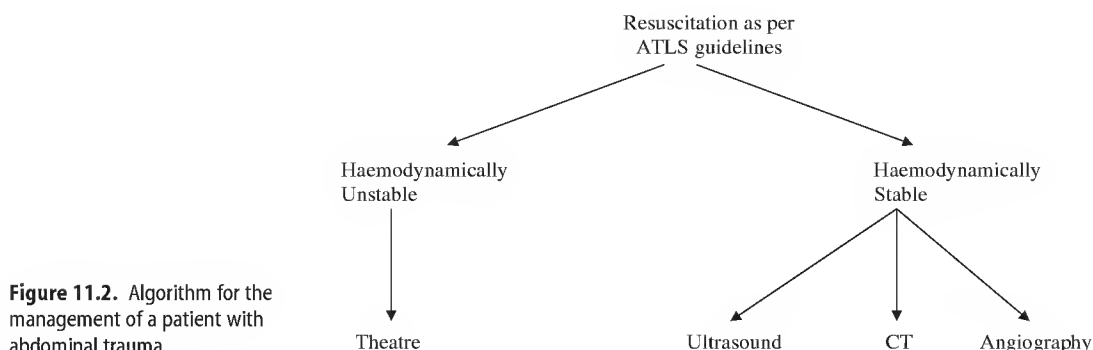 Resuscitation as per
ATLS guidelines
Haemodynamically
Unstable
Haemodynamically
Stable
Figure 11.2. Algorithm for the
management of a patient with
abdominal trauma
Theatre
Ultrasound
CT
Angiography